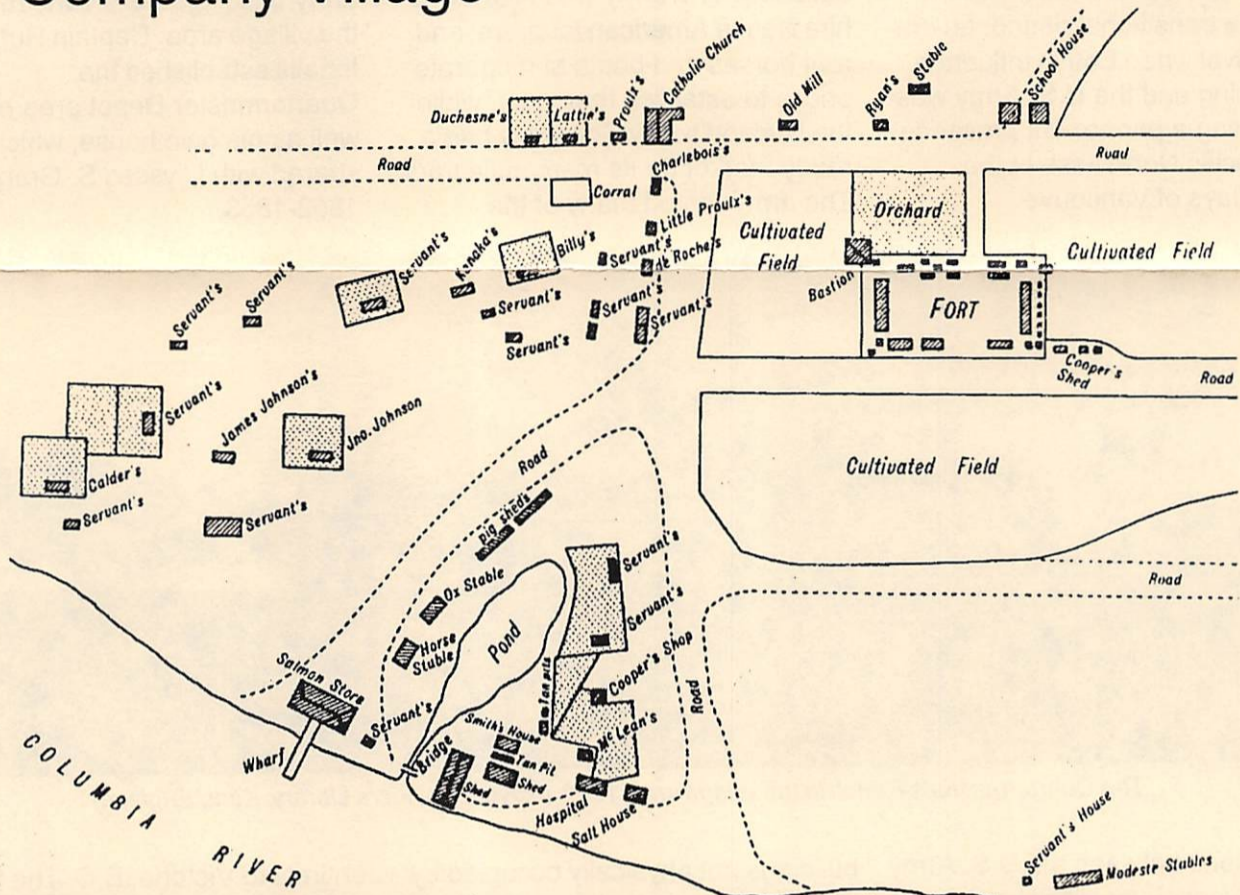 Company Village
Catholic Church
Proulx's
Lattin's
Duchesne's
Old Mill
Ryan's
Stable
School House
Road
Road
Charlebois's
Corral
Little Proulx's
Servant's
Roche's
Servant's
Servant's
Billy's
Kanaka's
Servant's
Servant's
Servant's
Servant's
Servant's
Cultivated
Field
Orchard
Cultivated Field
Bastion
FORT
Cooper's
Shed
Road
Servant's
James Johnson's
Jno. Johnson
Calder's
Servant's
Servant's
Cultivated Field
Road
Pig sheds
Ox Stable
Horse
Stable
Pond
Servant's
Servant's
Road
Cooper's Shop
Road
Tan pits
McLean's
Salmon Store
Servant's
Wharf
Smith's House
Tan Pit
Bridge
Shed
Shed
Hospital
Salt House
COLUMBIA
RIVER
Servant's House
Modeste Stables